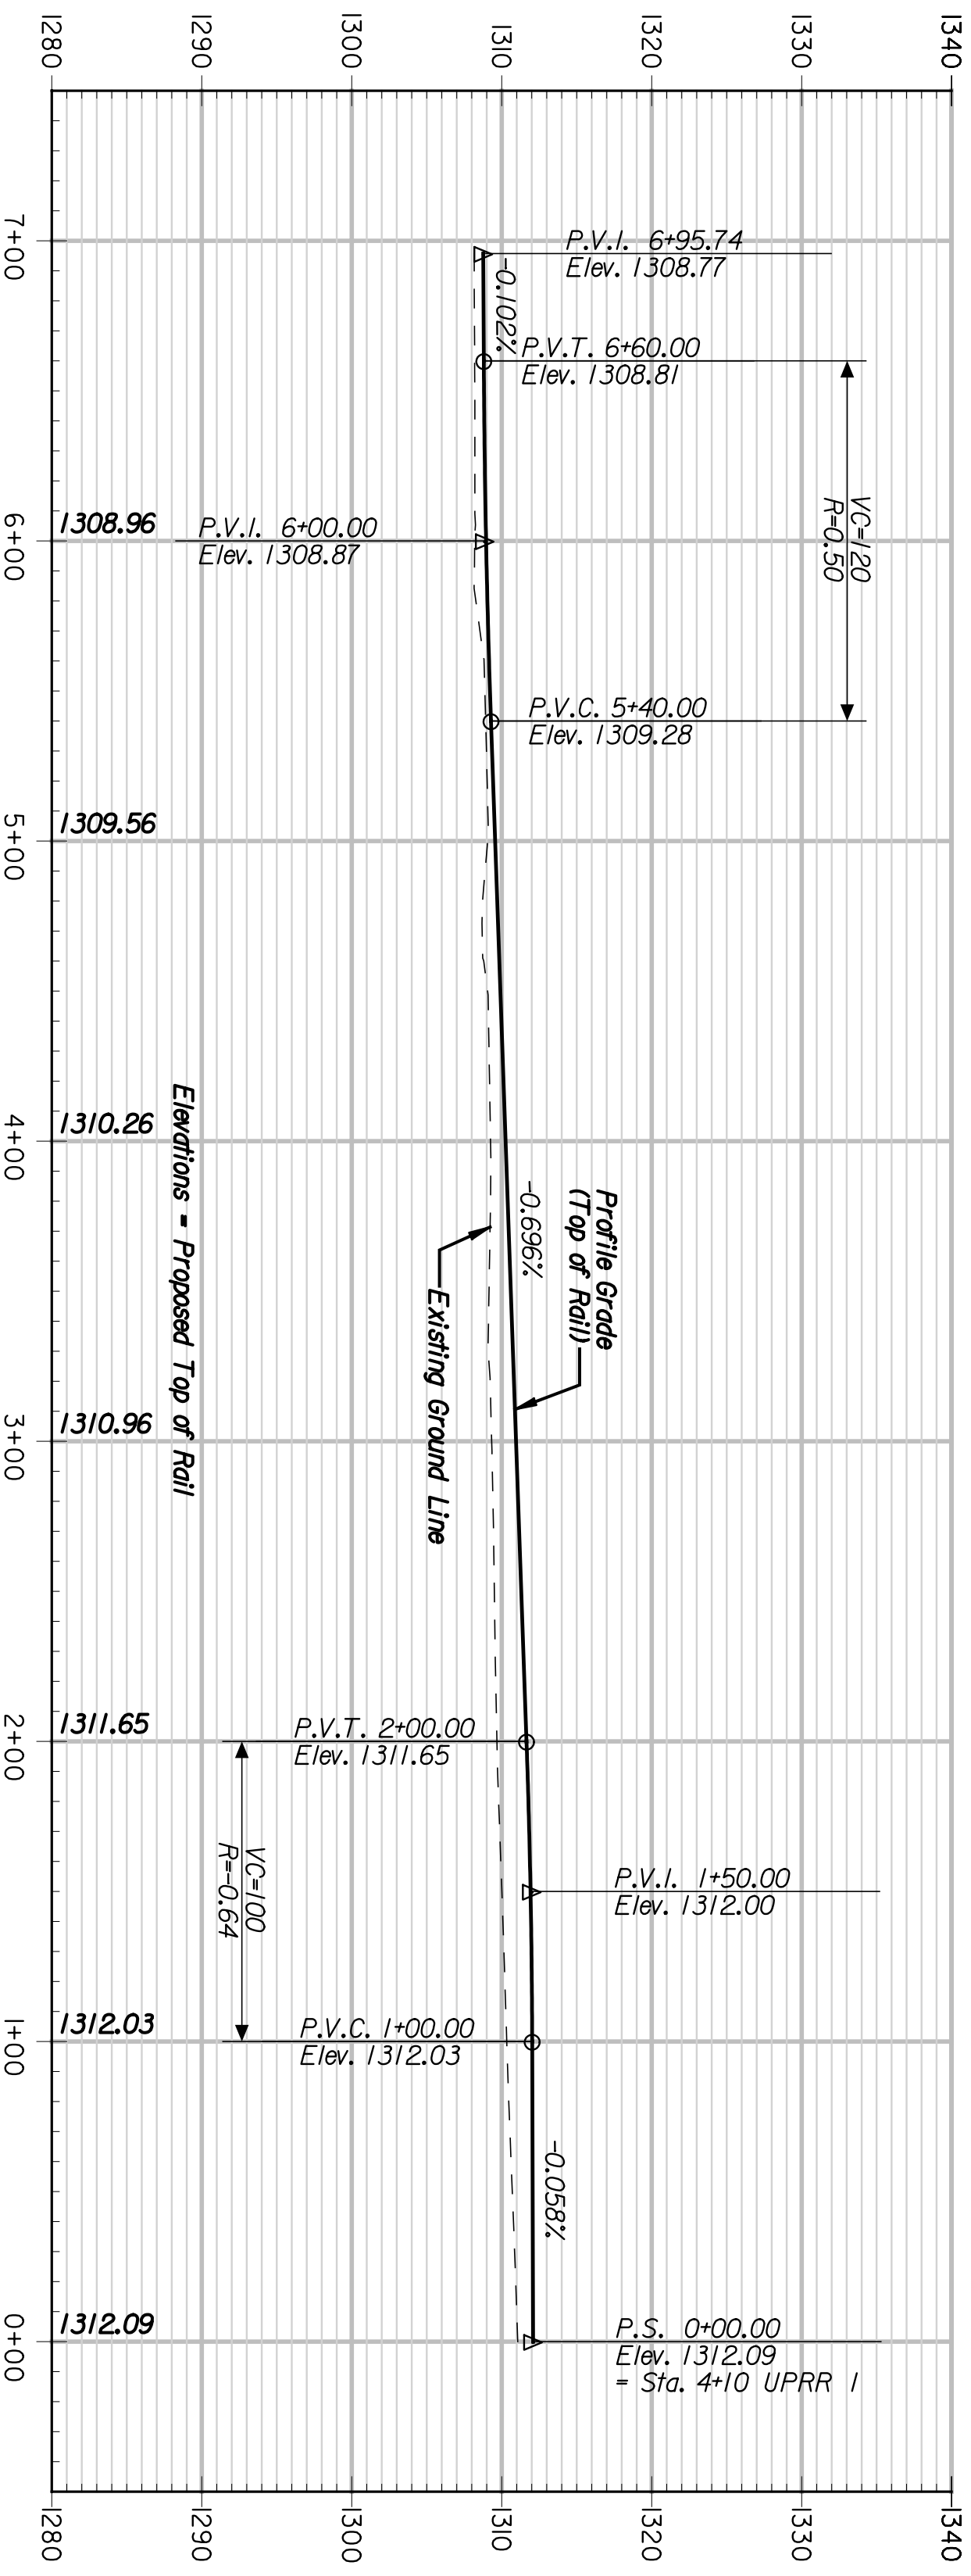 1340
1330
1320
1310
1300
1290
1280
P.V.I. 6+95.74
Elev. 1308.77
-0.102%
P.V.T. 6+60.00
Elev. 1308.81
VC=120
R=0.50
P.V.I. 6+00.00
Elev. 1308.87
P.V.C. 5+40.00
Elev. 1309.28
-0.696%
Profile Grade
(Top of Rail)
Existing Ground Line
Elevations = Proposed Top of Rail
P.V.T. 2+00.00
Elev. 1311.65
P.V.I. 1+50.00
Elev. 1312.00
VC=100
R=-0.64
P.V.C. 1+00.00
Elev. 1312.03
-0.058%
P.S. 0+00.00
Elev. 1312.09
= Sta. 4+10 UPRR 1
1308.96
1309.56
1310.26
1310.96
1311.65
1312.03
1312.09
7+00
6+00
5+00
4+00
3+00
2+00
1+00
0+00
1340
1330
1320
1310
1300
1290
1280